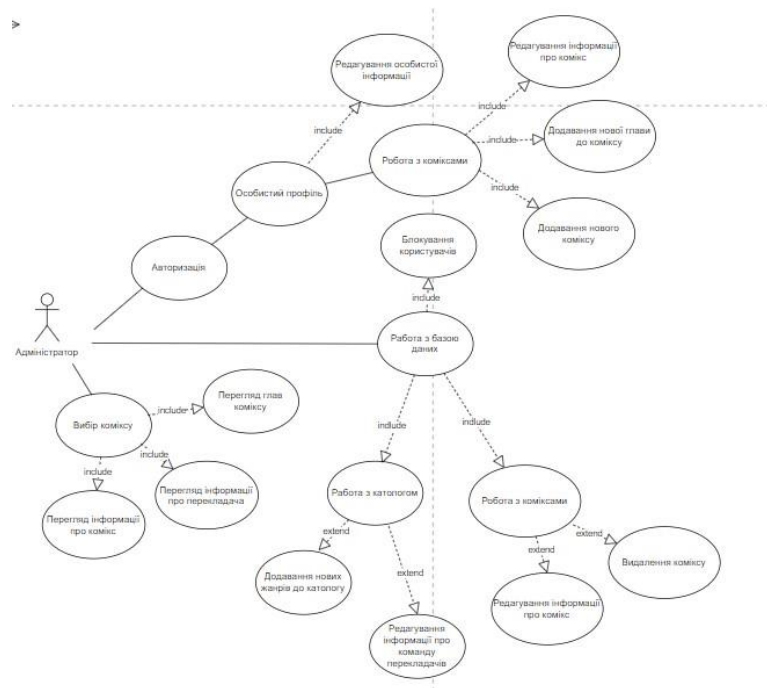 Редагування особистої
інформації
Редагування інформації
про комікс
include
include
Додавання нової глави
до коміксу
include
Робота з коміксами
include
Особистий профіль
Додавання нового
коміксу
Блокування
користувачів
Авторизація
include
Адміністратор
Работа з базою
даних
Перегляд глав
коміксу
include
Вибір коміксу
include
include
include
include
Перегляд інформації
про перекладача
Перегляд інформації
про комікс
Работа з катологом
Робота з коміксами
extend
extend
extend
extend
Додавання нових
жанрів до катологу
Видалення коміксу
Редагування інформації
про комікс
Редагування
інформації про
команду
перекладачів